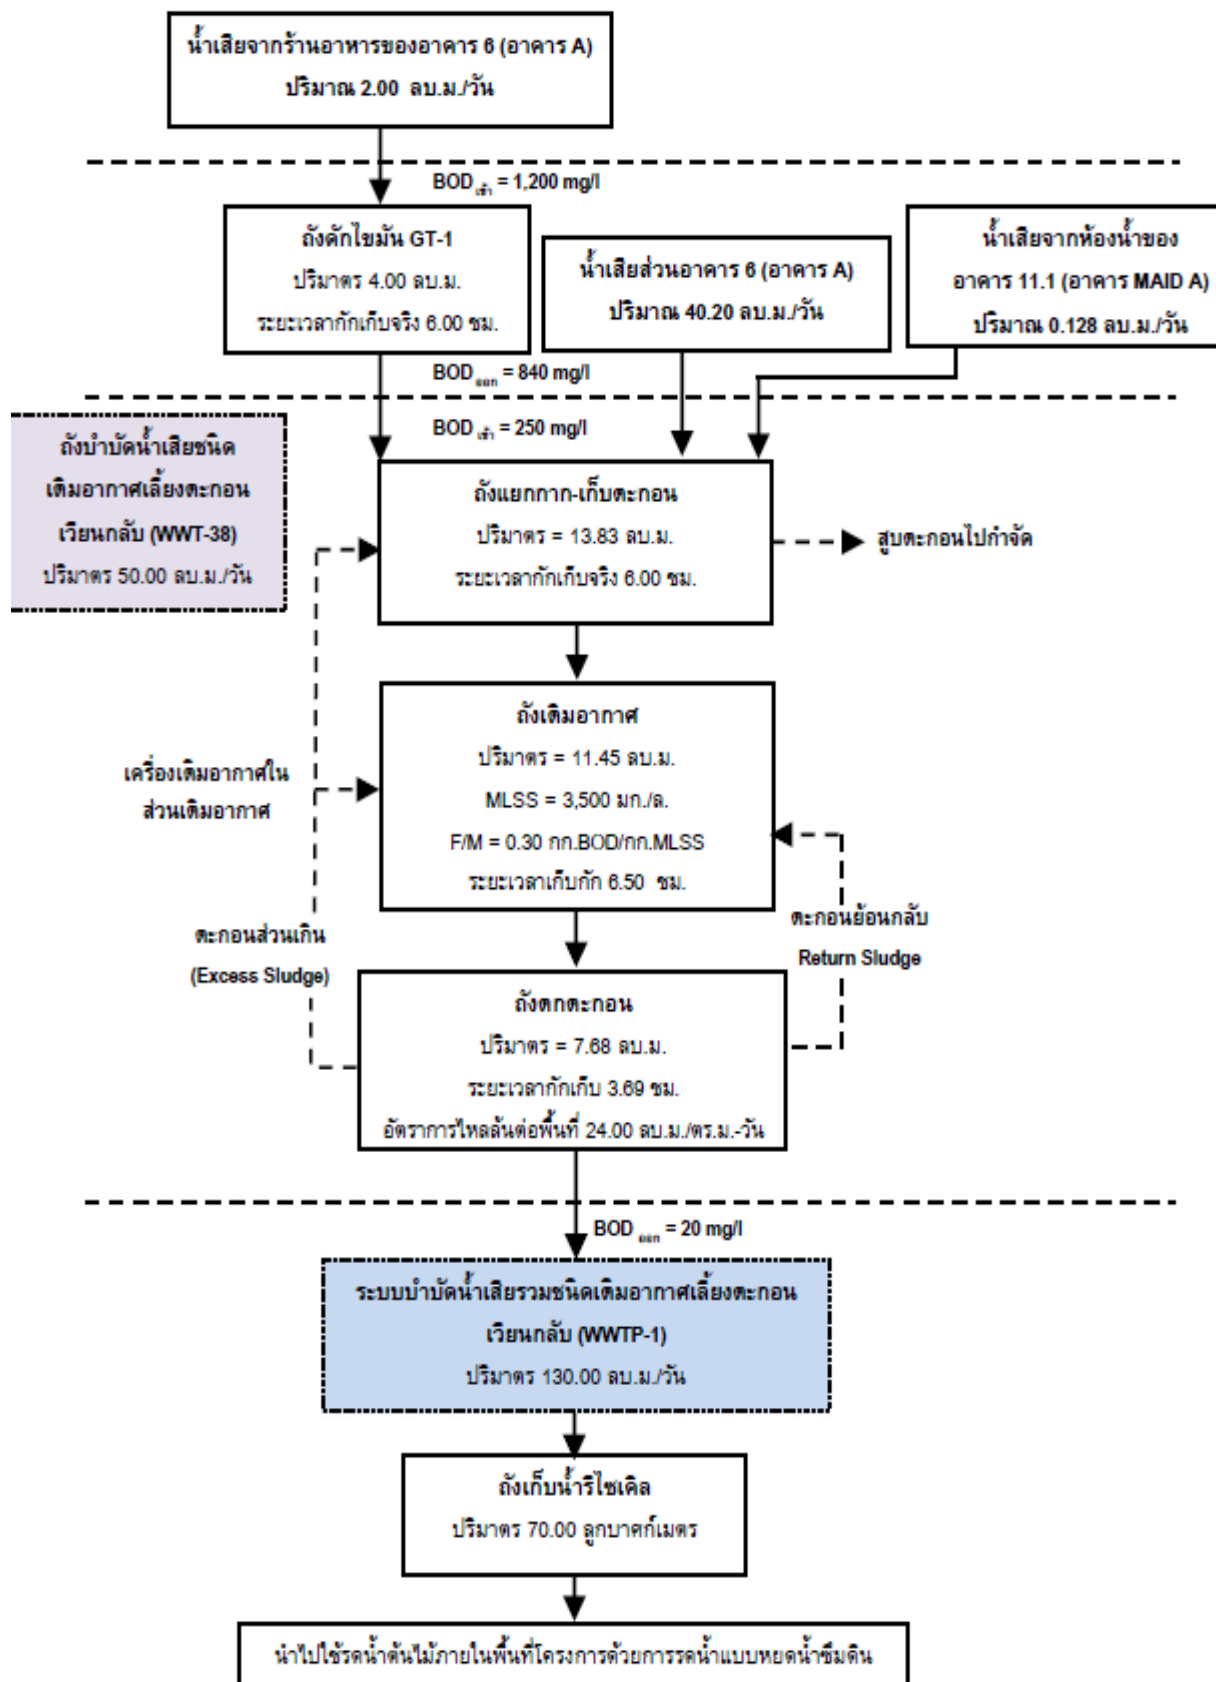 น้ำเสียจากร้านอาหารของอาคาร 6 (อาคาร A)
ปริมาณ 2.00 ลบ.ม./วัน
BOD เข้า = 1,200 mg/l
ถังดักไขมัน GT-1
ปริมาตร 4.00 ลบ.ม.
ระยะเวลากักเก็บจริง 6.00 ชม.
น้ำเสียส่วนอาคาร 6 (อาคาร A)
ปริมาณ 40.20 ลบ.ม./วัน
น้ำเสียจากห้องน้ำของ
อาคาร 11.1 (อาคาร MAID A)
ปริมาณ 0.128 ลบ.ม./วัน
BOD ออก = 840 mg/l
BOD เข้า = 250 mg/l
ถังบำบัดน้ำเสียชนิด
เติมอากาศเลี้ยงตะกอน
เวียนกลับ (WWT-38)
ปริมาตร 50.00 ลบ.ม./วัน
ถังแยกกาก-เก็บตะกอน
ปริมาตร = 13.83 ลบ.ม.
ระยะเวลากักเก็บจริง 6.00 ชม.
สูบตะกอนไปกำจัด
ถังเติมอากาศ
ปริมาตร = 11.45 ลบ.ม.
MLSS = 3,500 มก./ล.
F/M = 0.30 กก.BOD/กก.MLSS
ระยะเวลาเก็บกัก 6.50 ชม.
เครื่องเติมอากาศใน
ส่วนเติมอากาศ
ตะกอนส่วนเกิน
(Excess Sludge)
ตะกอนย้อนกลับ
Return Sludge
ถังตกตะกอน
ปริมาตร = 7.68 ลบ.ม.
ระยะเวลากักเก็บ 3.69 ชม.
อัตราการไหลล้นต่อพื้นที่ 24.00 ลบ.ม./ตร.ม.-วัน
BOD ออก = 20 mg/l
ระบบบำบัดน้ำเสียรวมชนิดเติมอากาศเลี้ยงตะกอน
เวียนกลับ (WWTP-1)
ปริมาตร 130.00 ลบ.ม./วัน
ถังเก็บน้ำรีไซเคิล
ปริมาตร 70.00 ลูกบาศก์เมตร
นำไปใช้รดน้ำต้นไม้ภายในพื้นที่โครงการด้วยการรดน้ำแบบหยดน้ำซึมดิน